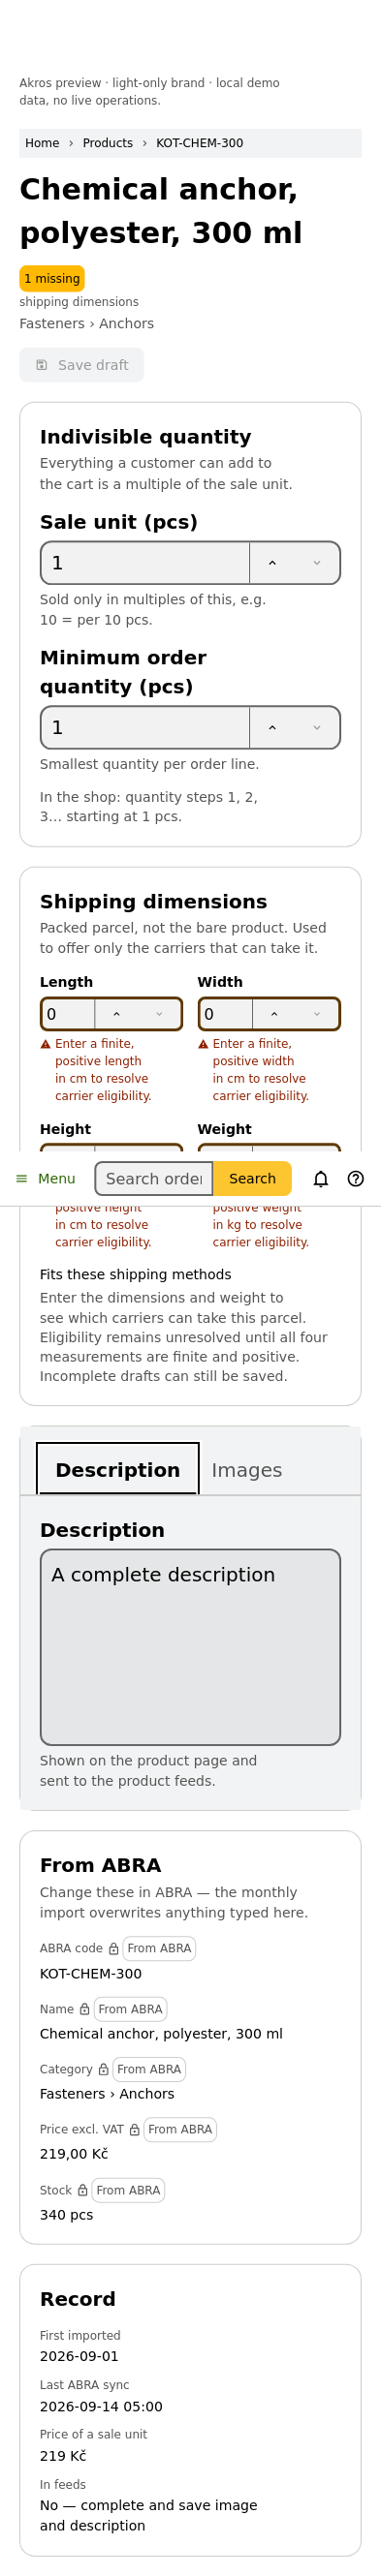 Akros preview · light-only brand · local demo
data, no live operations.
Home › Products › KOT-CHEM-300
Chemical anchor,
polyester, 300 ml
1 missing
shipping dimensions
Fasteners › Anchors
Save draft
Indivisible quantity
Everything a customer can add to
the cart is a multiple of the sale unit.
Sale unit (pcs)
1
Sold only in multiples of this, e.g.
10 = per 10 pcs.
Minimum order
quantity (pcs)
1
Smallest quantity per order line.
In the shop: quantity steps 1, 2,
3… starting at 1 pcs.
Shipping dimensions
Packed parcel, not the bare product. Used
to offer only the carriers that can take it.
Length
0
Enter a finite,
positive length
in cm to resolve
carrier eligibility.
Width
0
Enter a finite,
positive width
in cm to resolve
carrier eligibility.
Height
Weight
Menu
Search order
Search
positive height
in cm to resolve
carrier eligibility.
positive weight
in kg to resolve
carrier eligibility.
Fits these shipping methods
Enter the dimensions and weight to
see which carriers can take this parcel.
Eligibility remains unresolved until all four
measurements are finite and positive.
Incomplete drafts can still be saved.
Description
Images
Description
A complete description
Shown on the product page and
sent to the product feeds.
From ABRA
Change these in ABRA — the monthly
import overwrites anything typed here.
ABRA code From ABRA
KOT-CHEM-300
Name From ABRA
Chemical anchor, polyester, 300 ml
Category From ABRA
Fasteners › Anchors
Price excl. VAT From ABRA
219,00 Kč
Stock From ABRA
340 pcs
Record
First imported
2026-09-01
Last ABRA sync
2026-09-14 05:00
Price of a sale unit
219 Kč
In feeds
No — complete and save image
and description